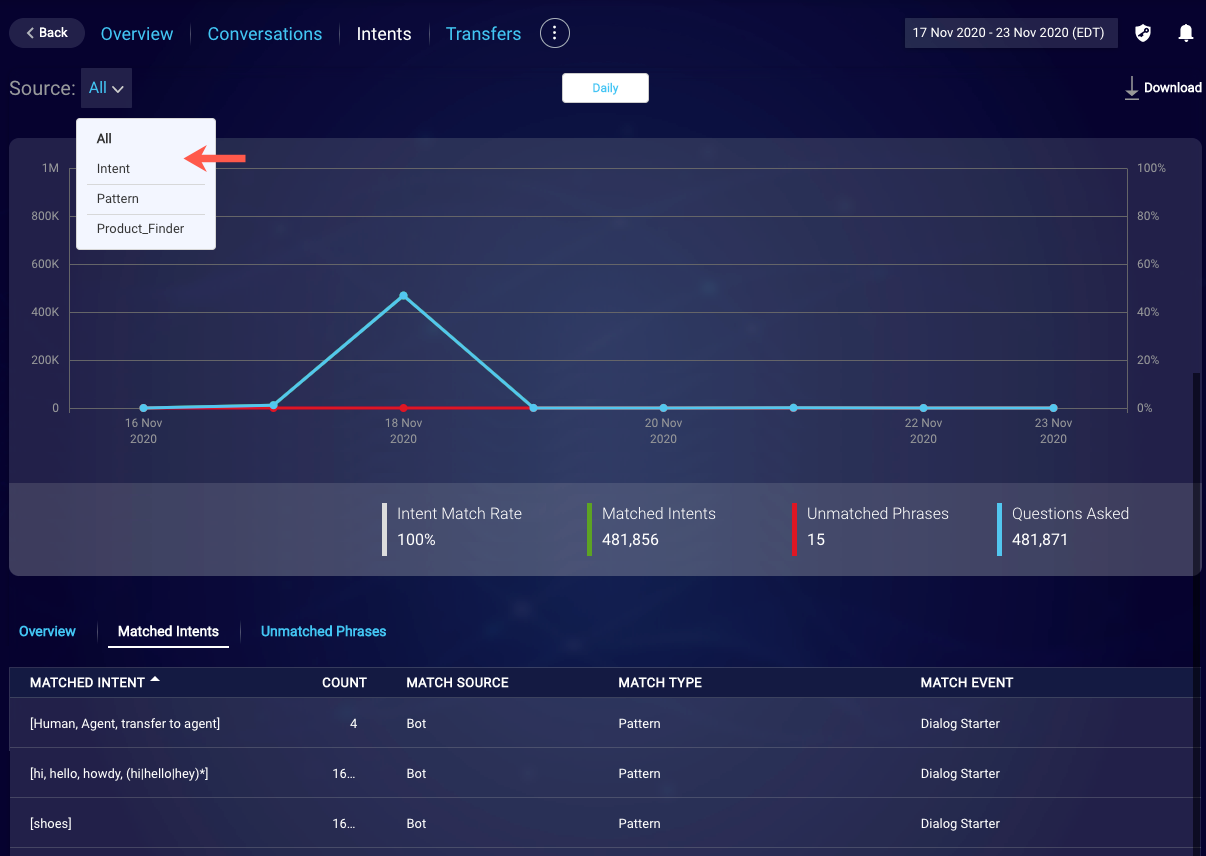 Back
Overview
Conversations
Intents
Transfers
17 Nov 2020 - 23 Nov 2020 (EDT)
Source: All
Daily
Download
All
Intent
Pattern
Product_Finder
1M
800K
600K
400K
200K
0
100%
80%
60%
40%
20%
0%
16 Nov
2020
18 Nov
2020
20 Nov
2020
22 Nov
2020
23 Nov
2020
Intent Match Rate
100%
Matched Intents
481,856
Unmatched Phrases
15
Questions Asked
481,871
Overview
Matched Intents
Unmatched Phrases
MATCHED INTENT COUNT MATCH SOURCE MATCH TYPE MATCH EVENT
[Human, Agent, transfer to agent] 4 Bot Pattern Dialog Starter
[hi, hello, howdy, (hi|hello|hey)*] 16... Bot Pattern Dialog Starter
[shoes] 16... Bot Pattern Dialog Starter